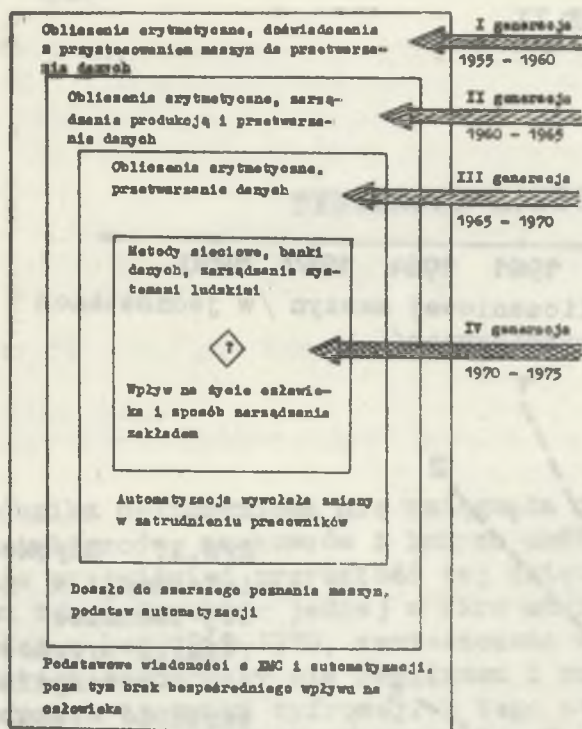 Obliczenia arytmetyczne, doświadczenia
z przystosowaniem maszyn do przetwarza-
nia danych
I generacja
1955 - 1960
Obliczenia arytmetyczne, zarzą-
dzania produkcją i przetwarza-
nie danych
II generacja
1960 - 1965
Obliczenia arytmetyczne,
przetwarzanie danych
III generacja
1965 - 1970
Metody sieciowe, banki
danych, zarządzania sys-
temami ludzkimi
?
IV generacja
1970 - 1975
Wpływ na życie człowie-
ka i sposób zarządzania
zakładem
Automatyzacja wywołała zmiany
w zatrudnieniu pracowników
Doszło do szerszego poznania maszyn,
podstaw automatyzacji
Podstawowe wiadomości o EMC i automatyzacji,
poza tym brak bezpośredniego wpływu na
człowieka